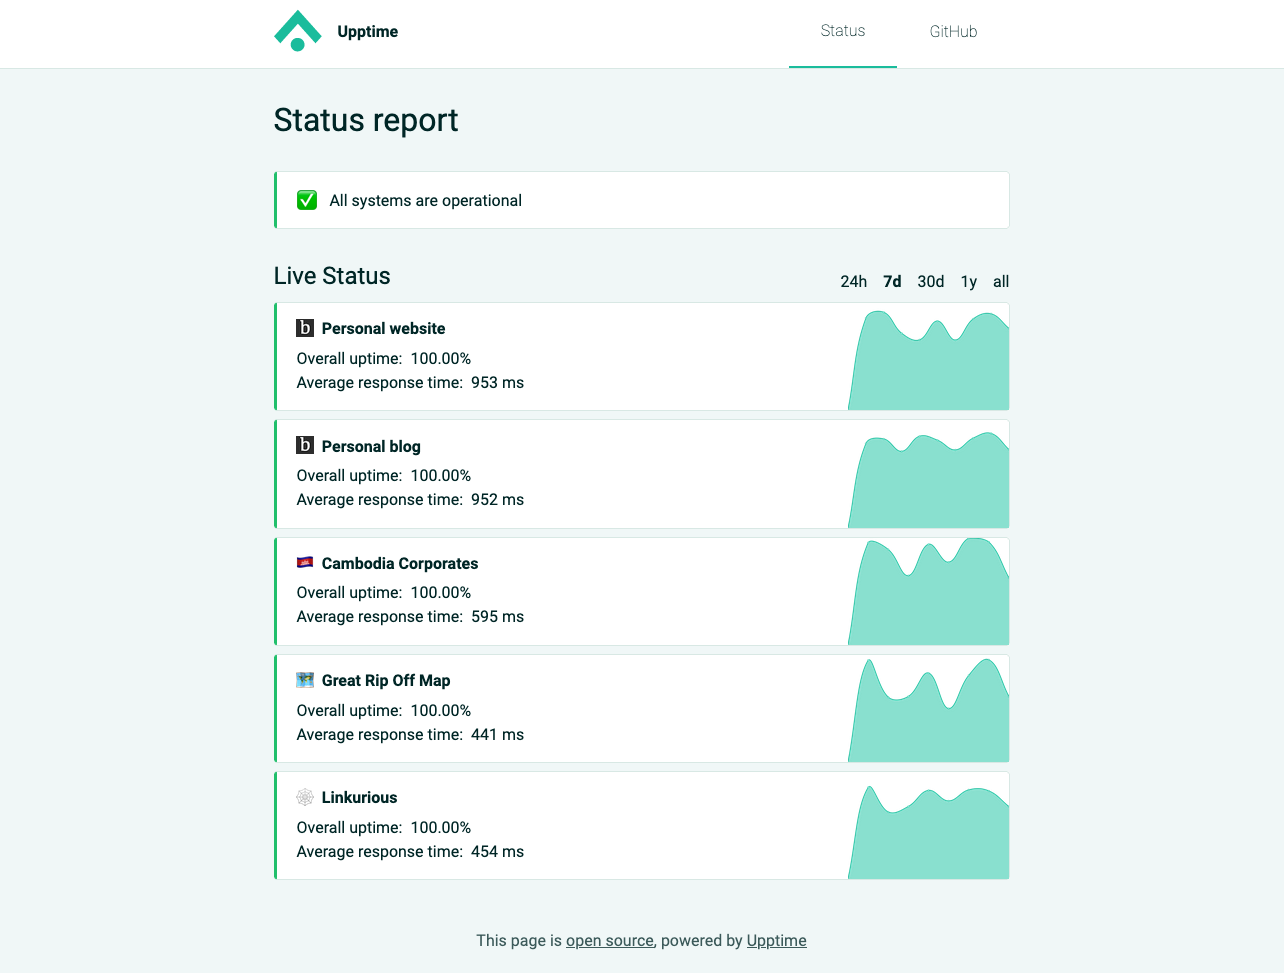 Upptime
Status
GitHub
Status report
All systems are operational
Live Status
24h 7d 30d 1y all
b Personal website
Overall uptime: 100.00%
Average response time: 953 ms
b Personal blog
Overall uptime: 100.00%
Average response time: 952 ms
Cambodia Corporates
Overall uptime: 100.00%
Average response time: 595 ms
Great Rip Off Map
Overall uptime: 100.00%
Average response time: 441 ms
Linkurious
Overall uptime: 100.00%
Average response time: 454 ms
This page is open source, powered by Upptime